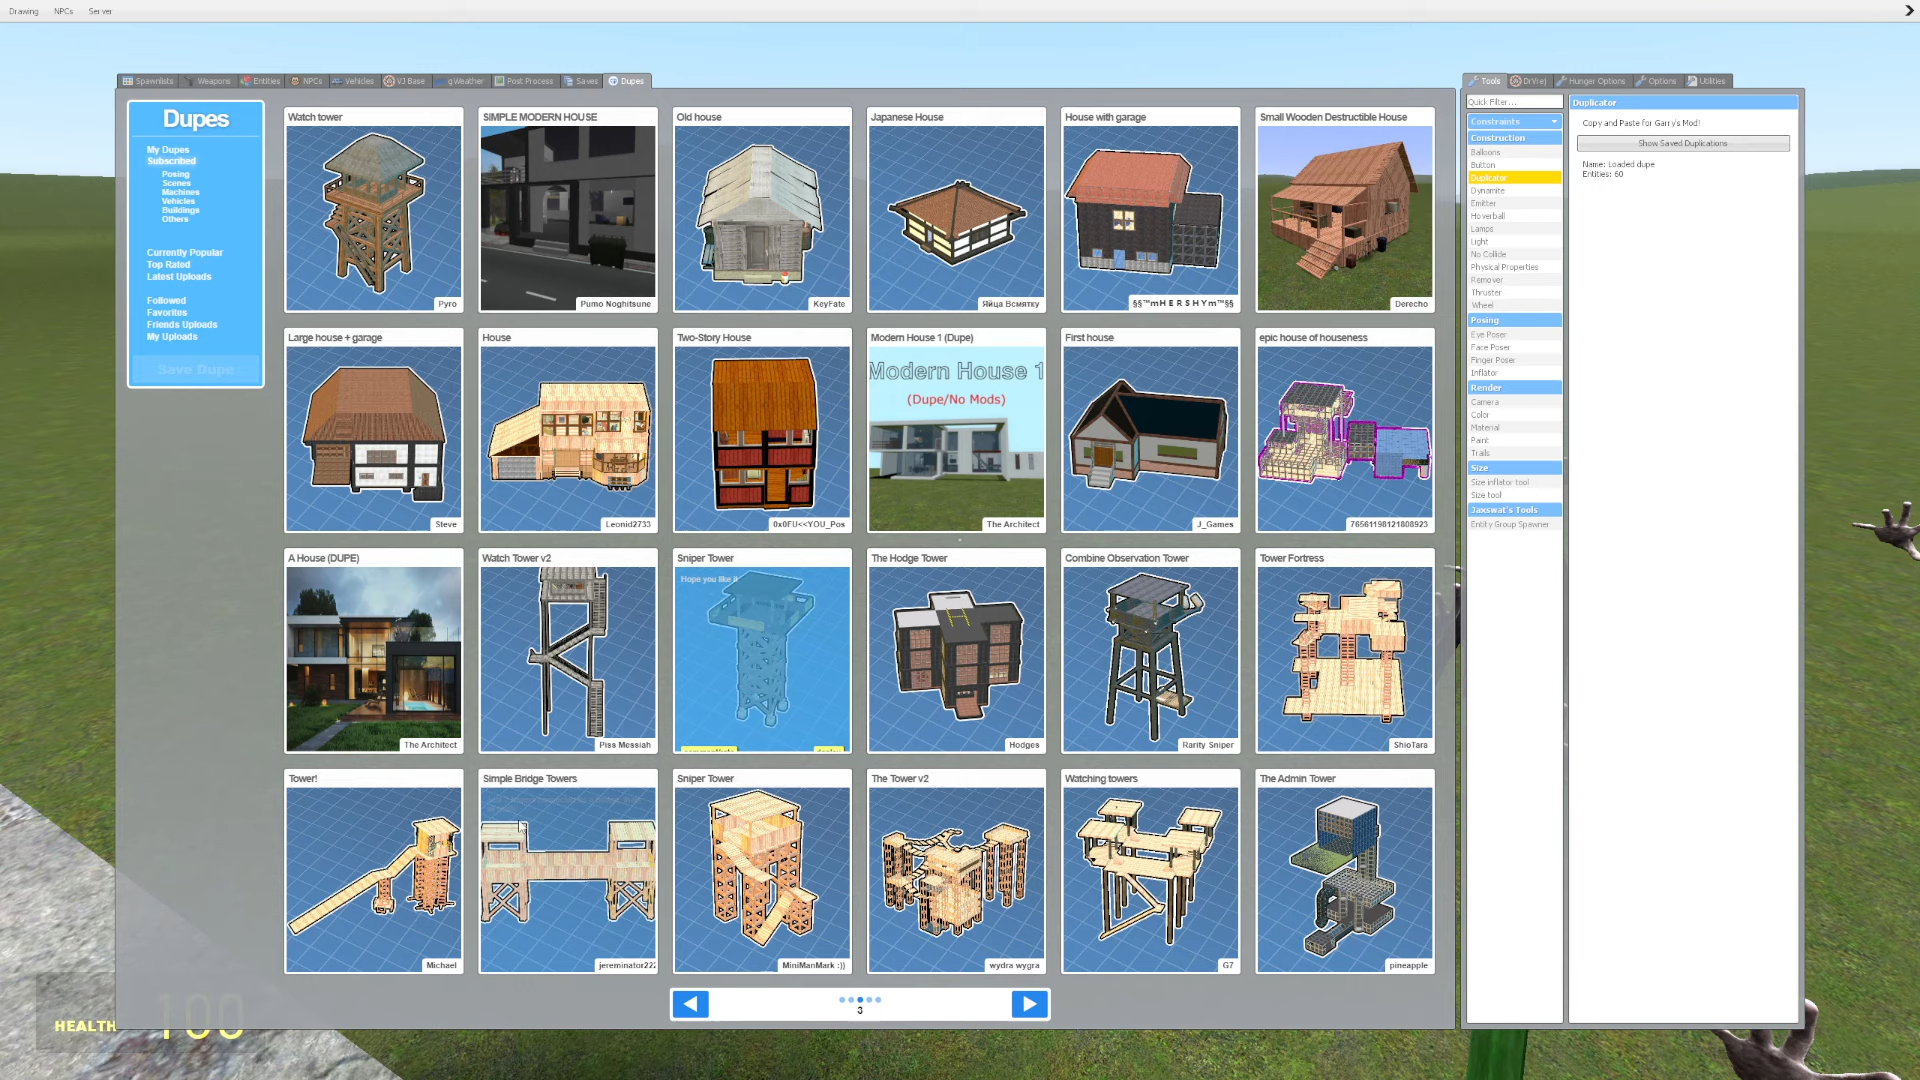 Drawing NPCs Server
Spawnlists Weapons Entities NPCs Vehicles VJ Base gWeather Post Process Saves Dupes
Tools DrVrej Hunger Options Options Utilities
Dupes
My Dupes
Subscribed
Posing
Scenes
Machines
Vehicles
Buildings
Others
Currently Popular
Top Rated
Latest Uploads
Followed
Favorites
Friends Uploads
My Uploads
Save Dupe
Watch tower
Pyro
SIMPLE MODERN HOUSE
Pumo Noghitsune
Old house
KeyFate
Japanese House
Яйца Всмятку
House with garage
§§™mH E R S H Y m™§§
Small Wooden Destructible House
Derecho
Large house + garage
Steve
House
Leonid2733
Two-Story House
0x0FU<<YOU_Pos
Modern House 1 (Dupe)
Modern House 1
(Dupe/No Mods)
The Architect
First house
J_Games
epic house of houseness
76561198121808923
A House (DUPE)
The Architect
Watch Tower v2
Piss Messiah
Sniper Tower
Hope you like it
The Hodge Tower
Hodges
Combine Observation Tower
Rarity Sniper
Tower Fortress
ShioTara
Tower!
Michael
Simple Bridge Towers
jereminator222
Sniper Tower
MiniManMark :))
The Tower v2
wydra wygra
Watching towers
G7
The Admin Tower
pineapple
3
HEALTH 100
Quick Filter...
Constraints
Construction
Balloons
Button
Duplicator
Dynamite
Emitter
Hoverball
Lamps
Light
No Collide
Physical Properties
Remover
Thruster
Wheel
Posing
Eye Poser
Face Poser
Finger Poser
Inflator
Render
Camera
Color
Material
Paint
Trails
Size
Size inflator tool
Size tool
Jaxswat's Tools
Entity Group Spawner
Duplicator
Copy and Paste for Garry's Mod!
Show Saved Duplications
Name: Loaded dupe
Entities: 60